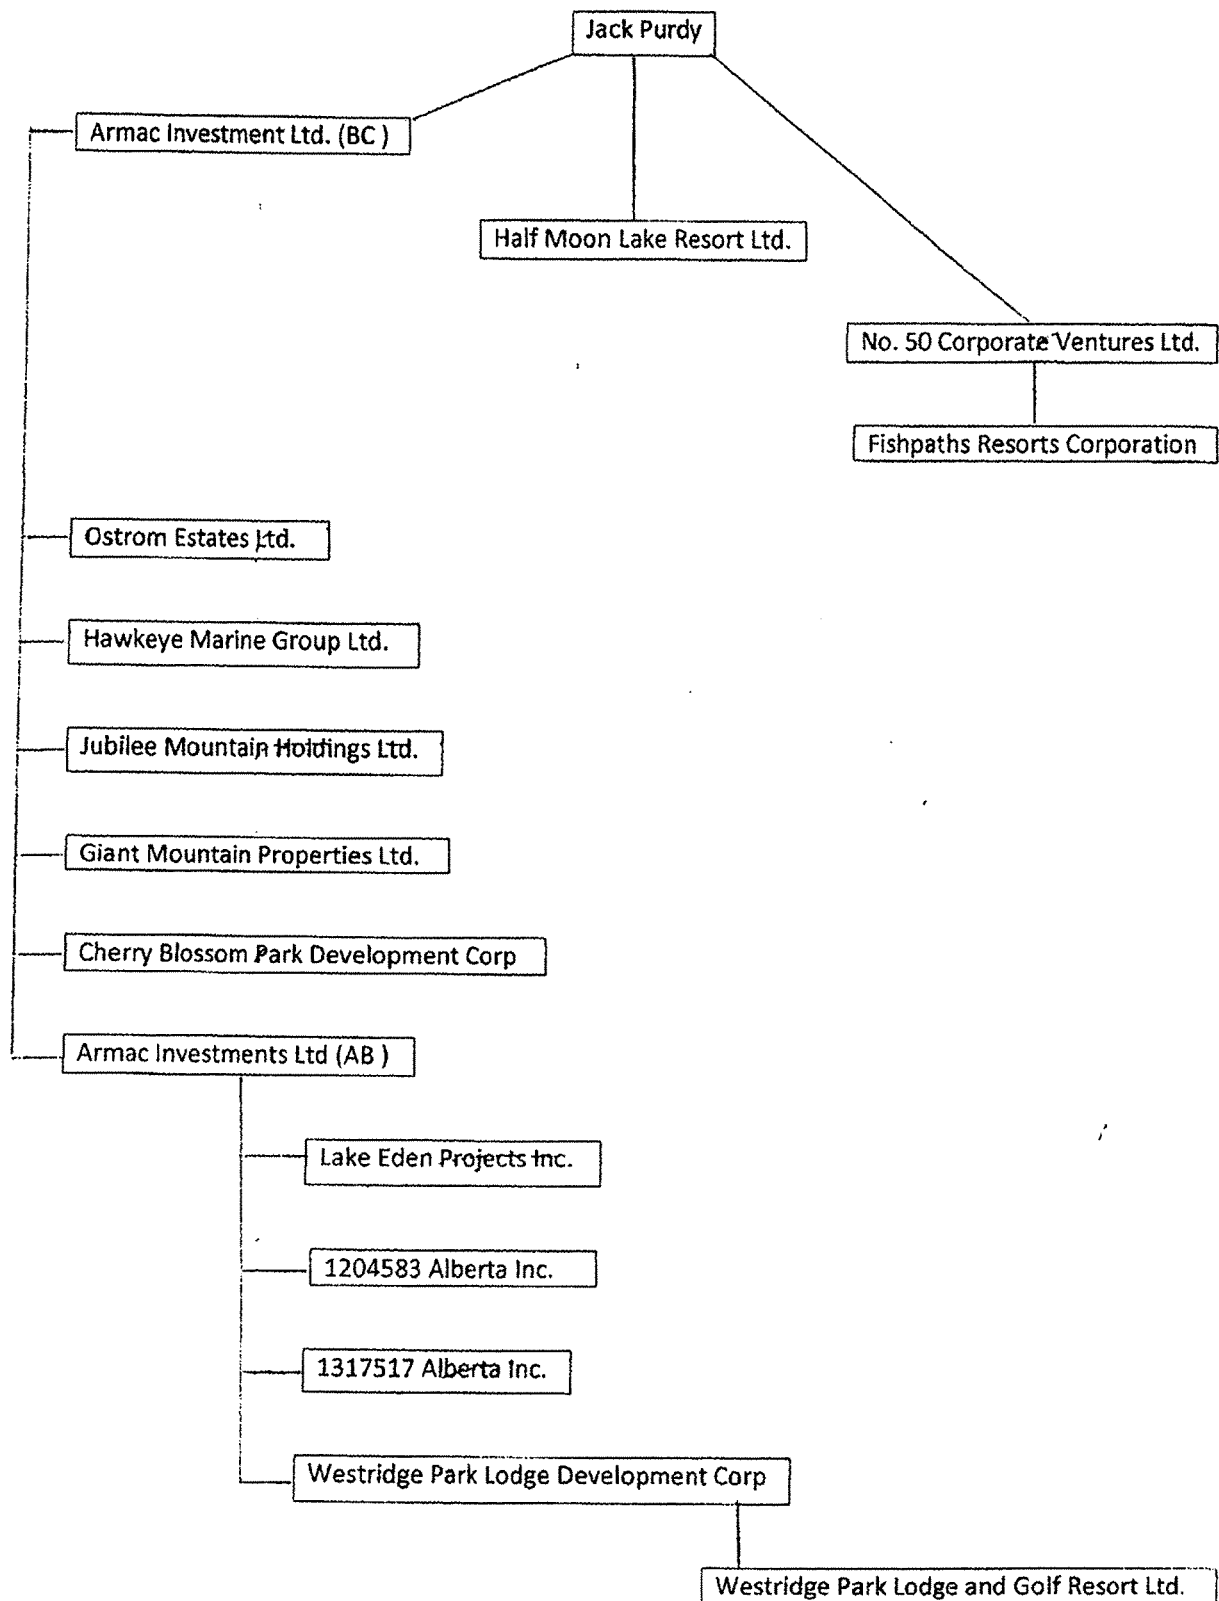 Jack Purdy
Armac Investment Ltd. (BC )
Half Moon Lake Resort Ltd.
No. 50 Corporate Ventures Ltd.
Fishpaths Resorts Corporation
Ostrom Estates Ltd.
Hawkeye Marine Group Ltd.
Jubilee Mountain Holdings Ltd.
Giant Mountain Properties Ltd.
Cherry Blossom Park Development Corp
Armac Investments Ltd (AB )
Lake Eden Projects Inc.
1204583 Alberta Inc.
1317517 Alberta Inc.
Westridge Park Lodge Development Corp
Westridge Park Lodge and Golf Resort Ltd.